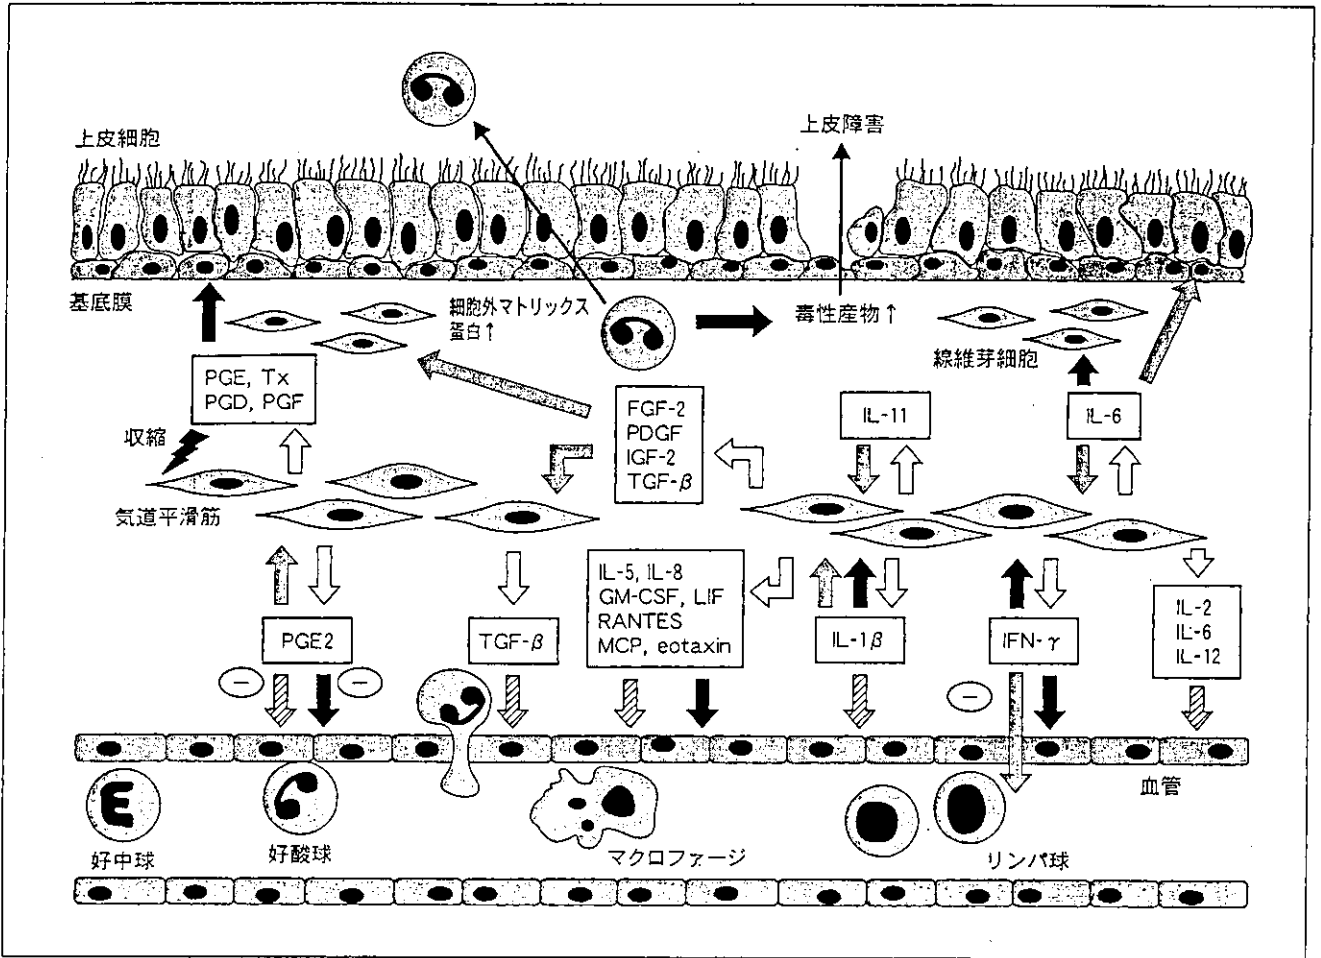 上皮細胞
上皮障害
基底膜
細胞外マトリックス
蛋白↑
毒性産物↑
線維芽細胞
PGE, Tx
PGD, PGF
収縮
FGF-2
PDGF
IGF-2
TGF-β
IL-11
IL-6
気道平滑筋
PGE2
TGF-β
IL-5, IL-8
GM-CSF, LIF
RANTES
MCP, eotaxin
IL-1β
IFN-γ
IL-2
IL-6
IL-12
−
−
−
血管
好中球
好酸球
マクロファージ
リンパ球